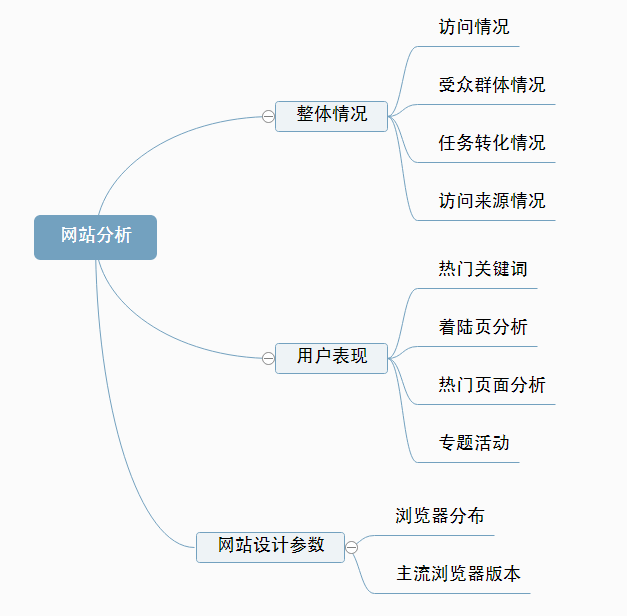 网站分析
整体情况
访问情况
受众群体情况
任务转化情况
访问来源情况
用户表现
热门关键词
着陆页分析
热门页面分析
专题活动
网站设计参数
浏览器分布
主流浏览器版本